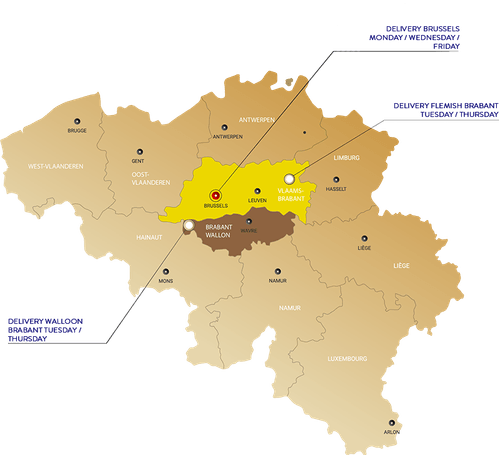 DELIVERY BRUSSELS
MONDAY / WEDNESDAY /
FRIDAY
DELIVERY FLEMISH BRABANT
TUESDAY / THURSDAY
ANTWERPEN
BRUGGE
ANTWERPEN
GENT
LIMBURG
WEST-VLAANDEREN
OOST-
VLAANDEREN
HASSELT
VLAAMS-
BRABANT
LEUVEN
BRUSSELS
BRABANT
WALLON
WAVRE
HAINAUT
LIÈGE
LIÈGE
MONS
NAMUR
NAMUR
DELIVERY WALLOON
BRABANT TUESDAY /
THURSDAY
LUXEMBOURG
ARLON